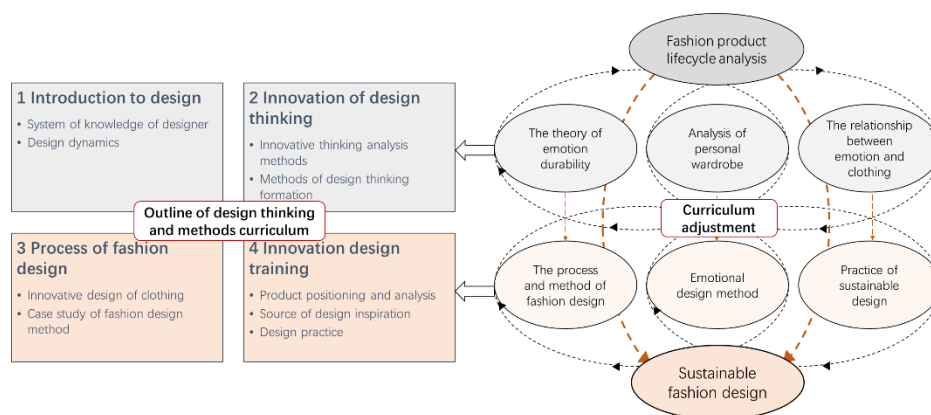 1 Introduction to design
• System of knowledge of designer
• Design dynamics
2 Innovation of design
thinking
• Innovative thinking analysis
methods
• Methods of design thinking
formation
Outline of design thinking
and methods curriculum
3 Process of fashion
design
• Innovative design of clothing
• Case study of fashion design
method
4 Innovation design
training
• Product positioning and analysis
• Source of design inspiration
• Design practice
Fashion product
lifecycle analysis
The theory of
emotion
durability
Analysis of
personal
wardrobe
The relationship
between
emotion and
clothing
Curriculum
adjustment
The process
and method of
fashion design
Emotional
design method
Practice of
sustainable
design
Sustainable
fashion design